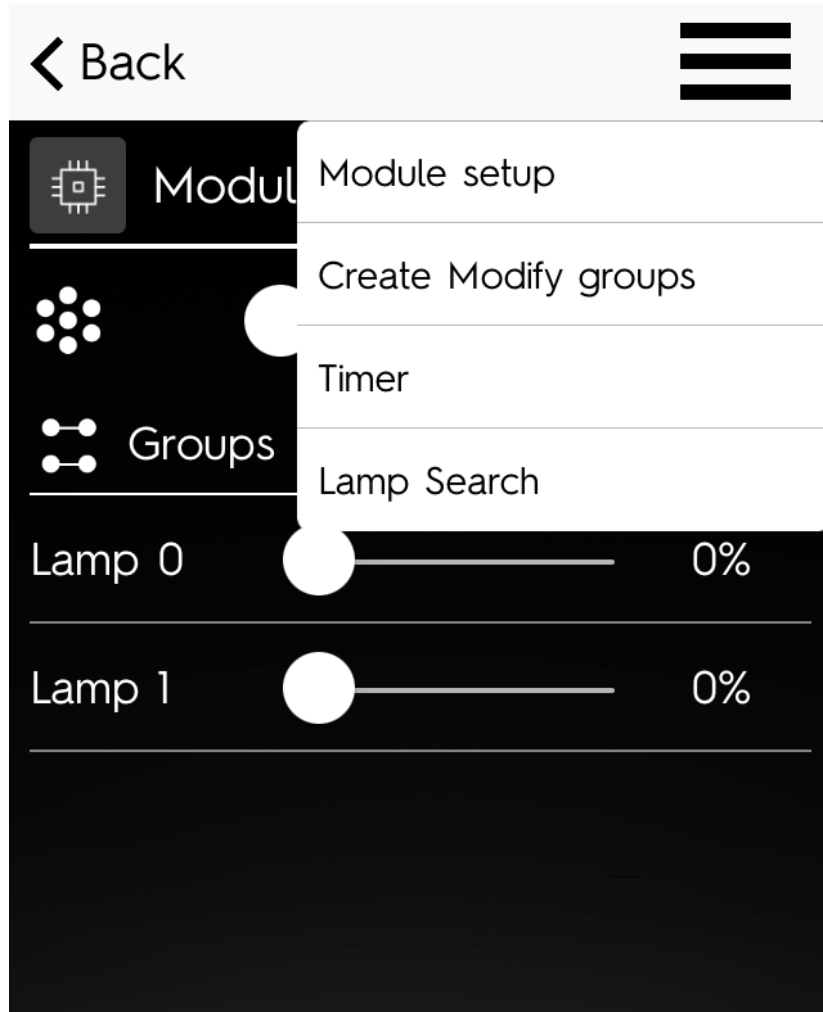 Back
Modul
Module setup
Create Modify groups
Timer
Groups
Lamp Search
Lamp 0 0%
Lamp 1 0%